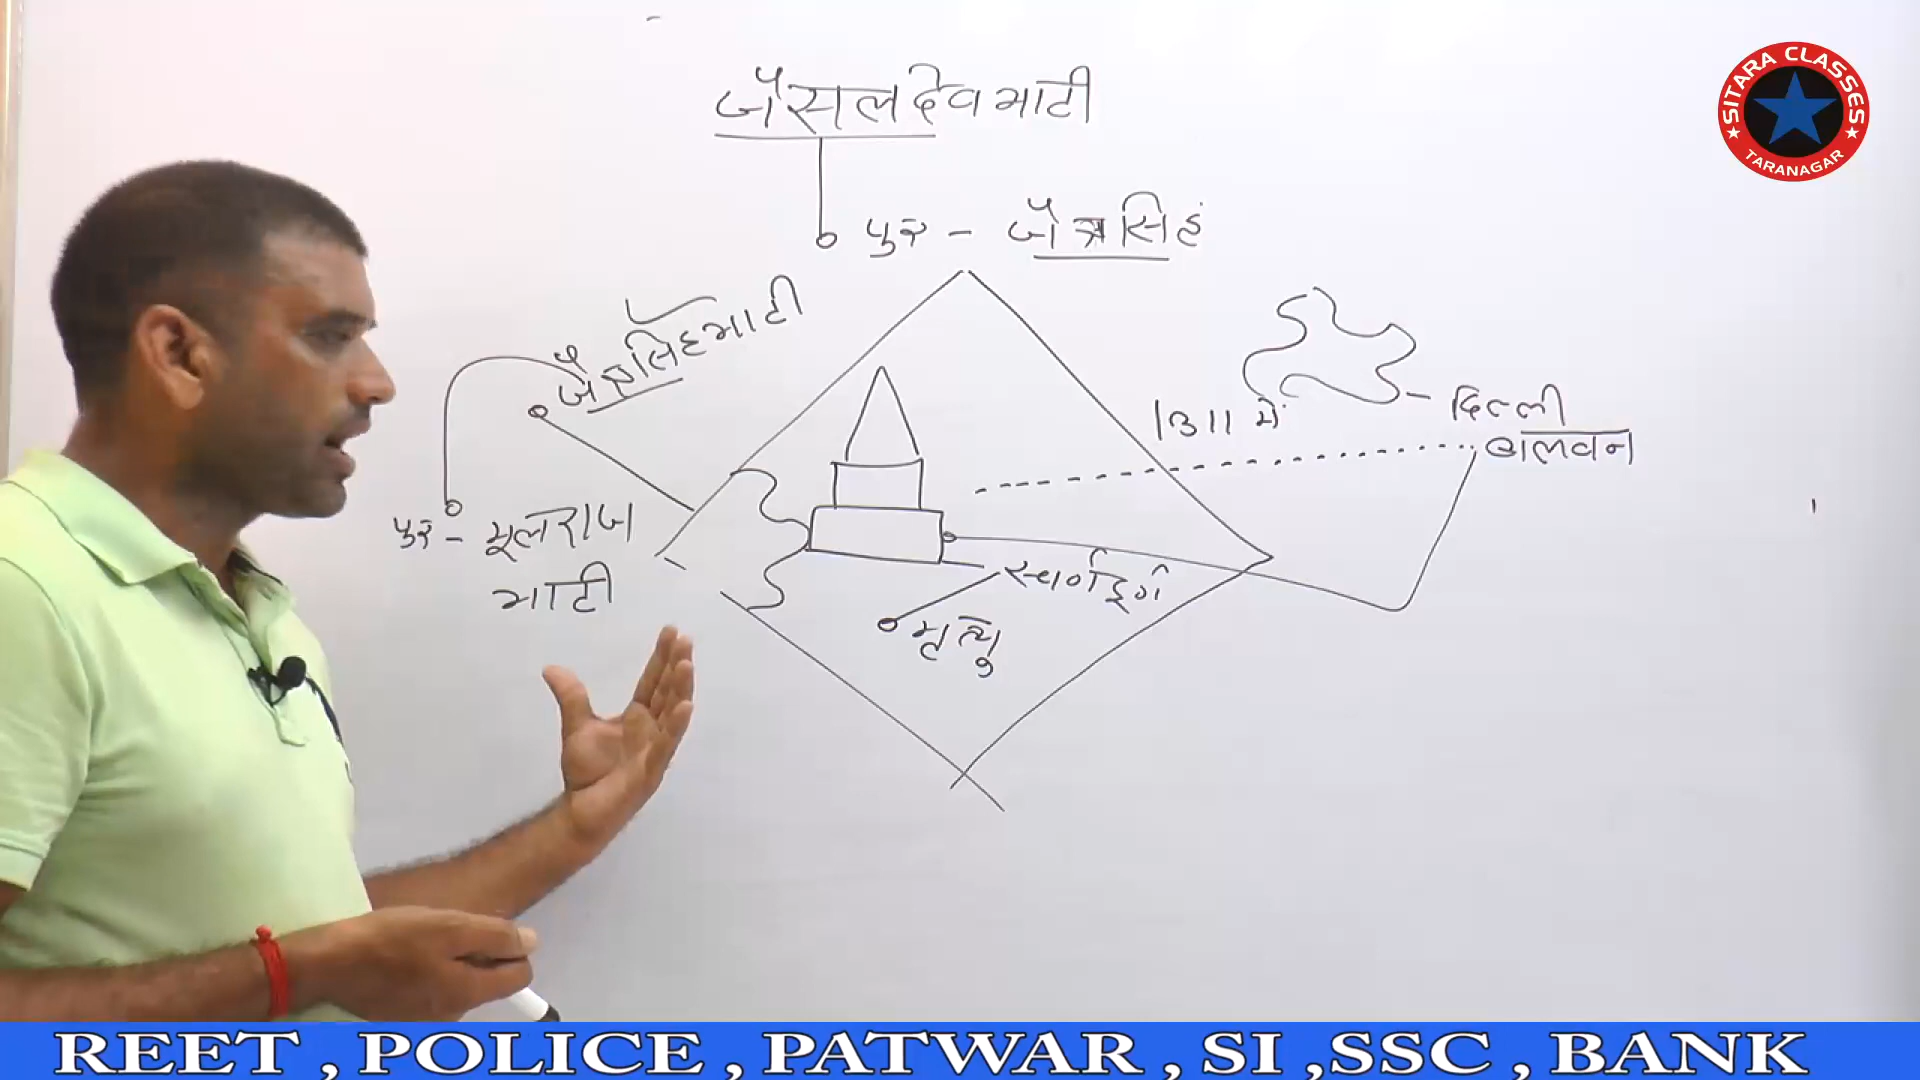 जैसलदेव भाटी
पुत्र - जैत्रसिहं
जैत्रसिंह भाटी
पुत्र - मूलराज
भाटी
1311 में
दिल्ली
बलवन
स्वर्णदुर्ग
मृत्यु
SITARA CLASSES
TARANAGAR
REET , POLICE , PATWAR , SI ,SSC , BANK